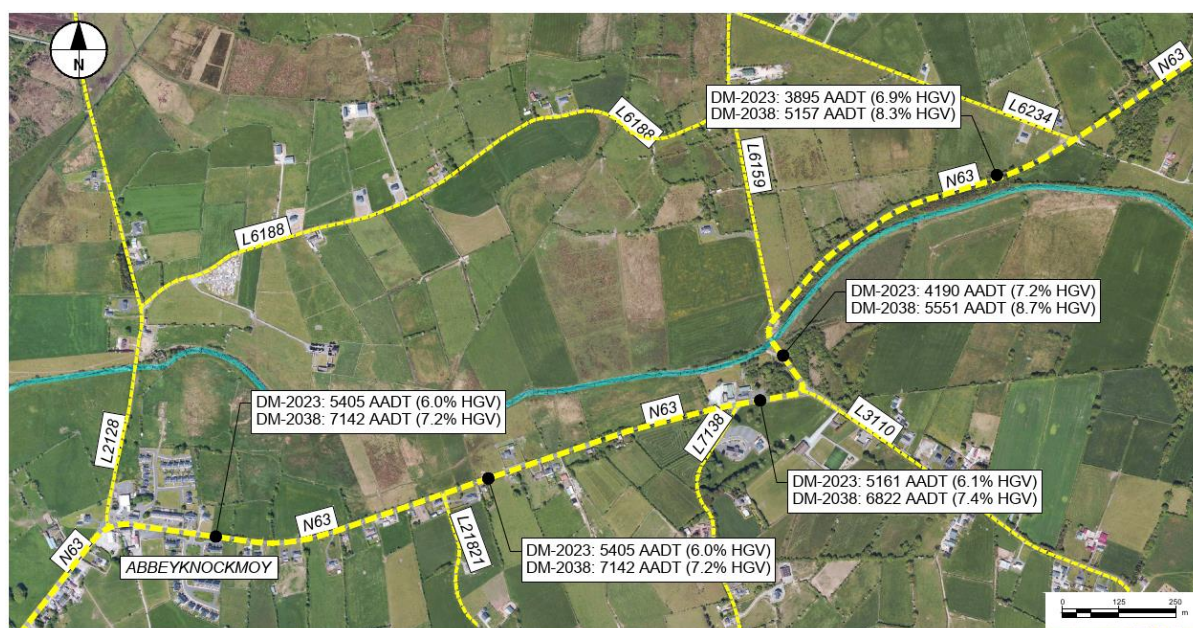 N
N63
DM-2023: 3895 AADT (6.9% HGV)
DM-2038: 5157 AADT (8.3% HGV)
L6234
L6188
L6159
N63
L6188
DM-2023: 4190 AADT (7.2% HGV)
DM-2038: 5551 AADT (8.7% HGV)
DM-2023: 5405 AADT (6.0% HGV)
DM-2038: 7142 AADT (7.2% HGV)
L2128
N63
L7138
L3110
DM-2023: 5161 AADT (6.1% HGV)
DM-2038: 6822 AADT (7.4% HGV)
N63
L21821
N63
ABBEYKNOCKMOY
DM-2023: 5405 AADT (6.0% HGV)
DM-2038: 7142 AADT (7.2% HGV)
0 125 250
m